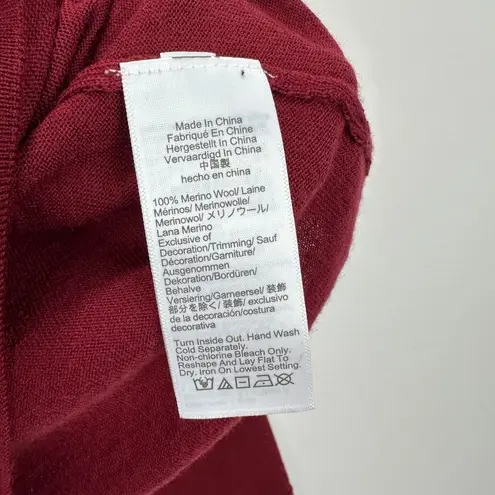 Made In China
Fabriqué En Chine
Hergestellt In China
Vervaardigd In China
中国製
hecho en china
100% Merino Wool/ Laine
Mérinos/ Merinowolle/
Merinowol/ メリノウール/
Lana Merino
Exclusive of
Decoration/Trimming/ Sauf
Décoration/Garniture/
Ausgenommen
Dekoration/Bordüren/
Behalve
Versiering/Garneersel/ 装飾
部分を除く/ 装飾/ exclusivo
de la decoración/costura
decorativa
Turn Inside Out. Hand Wash
Cold Separately.
Non-chlorine Bleach Only.
Reshape And Lay Flat To
Dry. Iron On Lowest Setting.